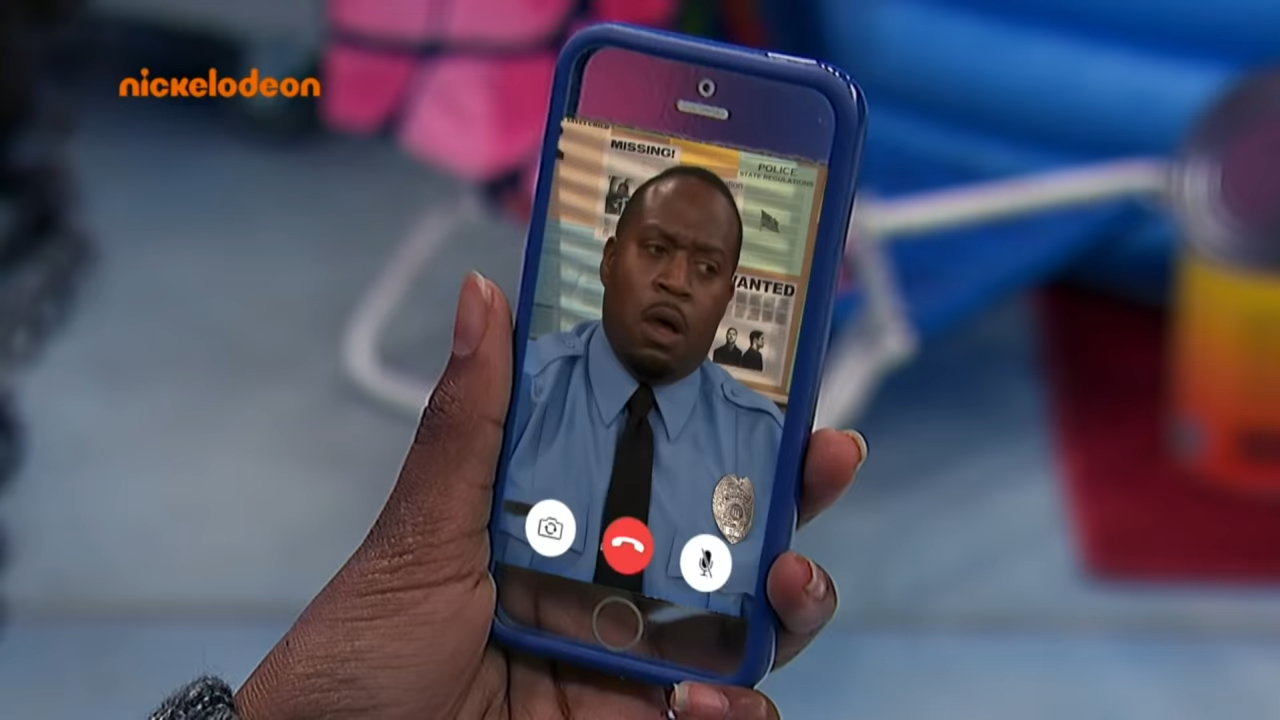 nickelodeon
MISSING!
POLICE
STATE REGULATIONS
WANTED